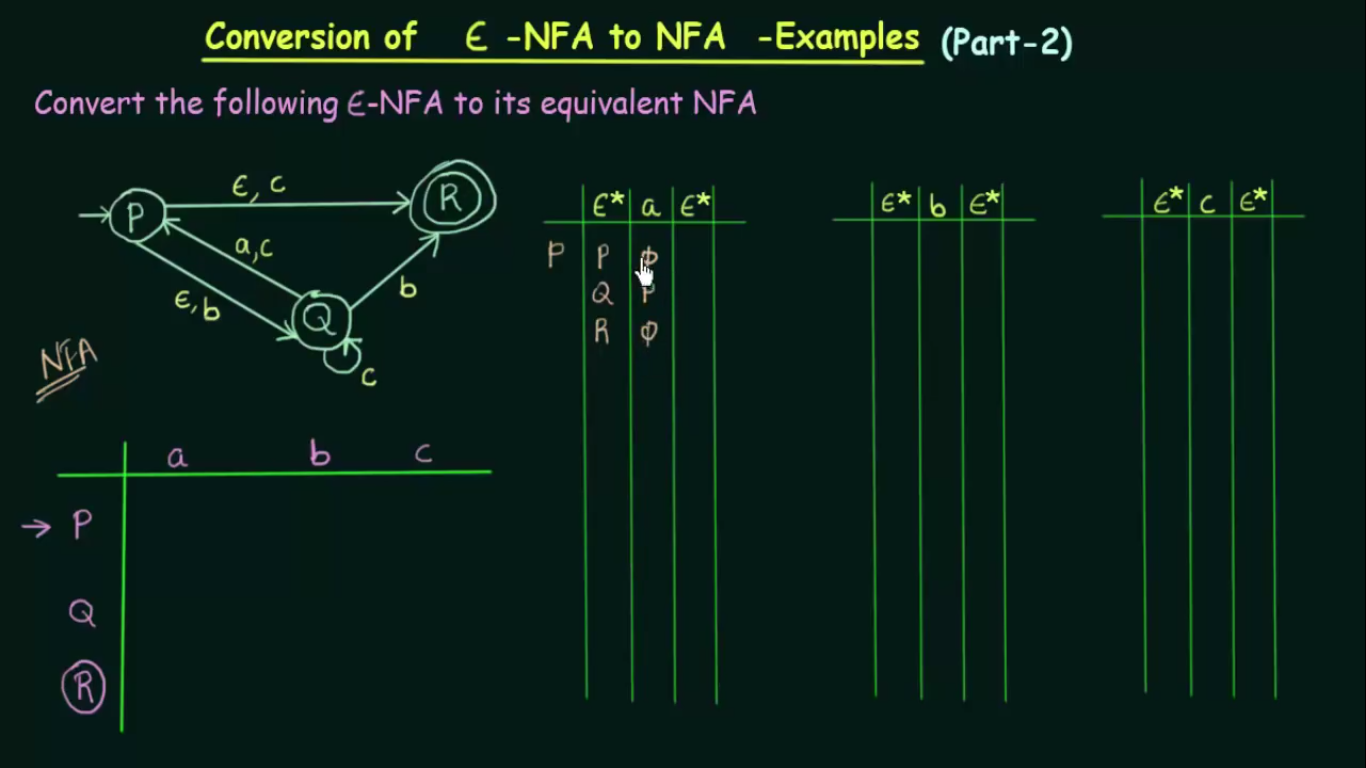 Conversion of ϵ -NFA to NFA -Examples (Part-2)
Convert the following ϵ-NFA to its equivalent NFA
ϵ, c
P
R
a,c
ϵ,b
b
Q
c
NFA
a b c
→ P
Q
R
ϵ* a ϵ*
P P ϕ
Q P
R ϕ
ϵ* b ϵ*
ϵ* c ϵ*